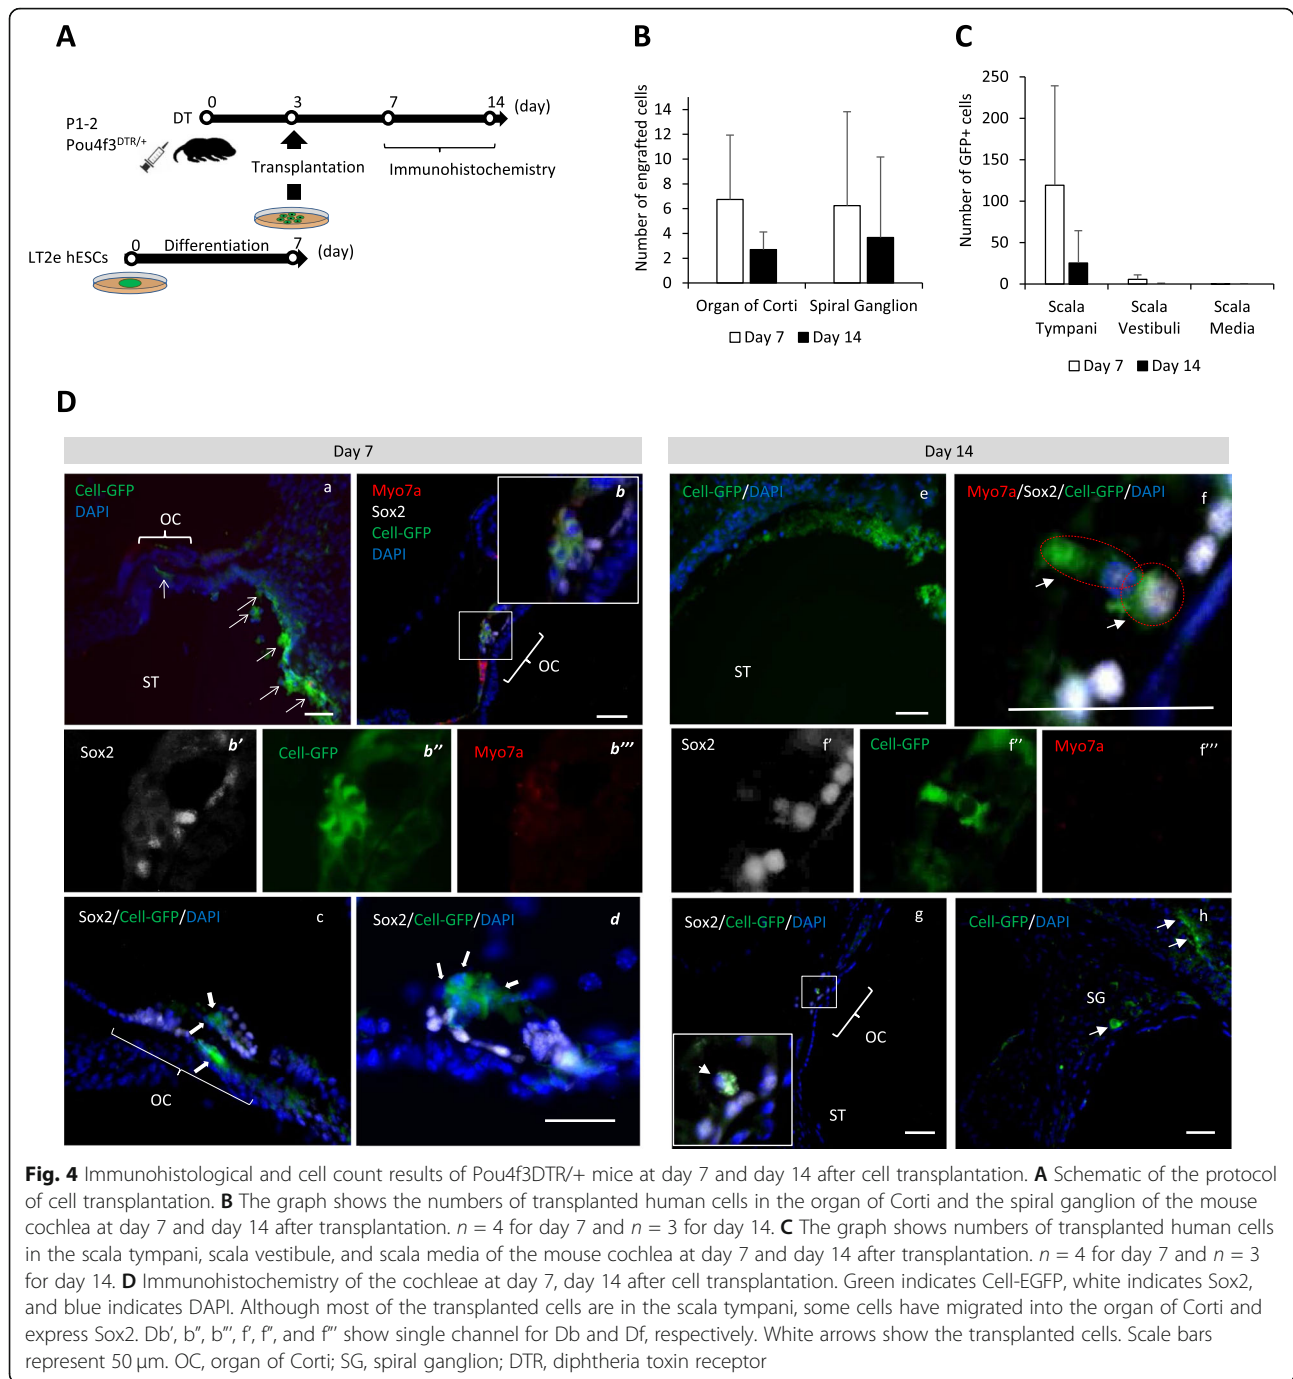 A
0 3 7 14 (day)
DT
P1-2
Pou4f3DTR/+
Transplantation
Immunohistochemistry
0 Differentiation 7 (day)
LT2e hESCs
B
Number of engrafted cells
14
12
10
8
6
4
2
0
Organ of Corti Spiral Ganglion
Day 7 Day 14
C
Number of GFP+ cells
250
200
150
100
50
0
Scala Tympani
Scala Vestibuli
Scala Media
Day 7 Day 14
D
Day 7
Day 14
Cell-GFP
DAPI
a
OC
ST
Myo7a
Sox2
Cell-GFP
DAPI
b
OC
Cell-GFP/DAPI
e
ST
Myo7a/Sox2/Cell-GFP/DAPI
f
Sox2
b'
Cell-GFP
b''
Myo7a
b'''
Sox2
f'
Cell-GFP
f''
Myo7a
f'''
Sox2/Cell-GFP/DAPI
c
OC
Sox2/Cell-GFP/DAPI
d
Sox2/Cell-GFP/DAPI
g
OC
ST
Cell-GFP/DAPI
h
SG
Fig. 4 Immunohistological and cell count results of Pou4f3DTR/+ mice at day 7 and day 14 after cell transplantation. A Schematic of the protocol
of cell transplantation. B The graph shows the numbers of transplanted human cells in the organ of Corti and the spiral ganglion of the mouse
cochlea at day 7 and day 14 after transplantation. n = 4 for day 7 and n = 3 for day 14. C The graph shows numbers of transplanted human cells
in the scala tympani, scala vestibule, and scala media of the mouse cochlea at day 7 and day 14 after transplantation. n = 4 for day 7 and n = 3
for day 14. D Immunohistochemistry of the cochleae at day 7, day 14 after cell transplantation. Green indicates Cell-EGFP, white indicates Sox2,
and blue indicates DAPI. Although most of the transplanted cells are in the scala tympani, some cells have migrated into the organ of Corti and
express Sox2. Db′, b″, b‴, f′, f″, and f‴ show single channel for Db and Df, respectively. White arrows show the transplanted cells. Scale bars
represent 50 μm. OC, organ of Corti; SG, spiral ganglion; DTR, diphtheria toxin receptor